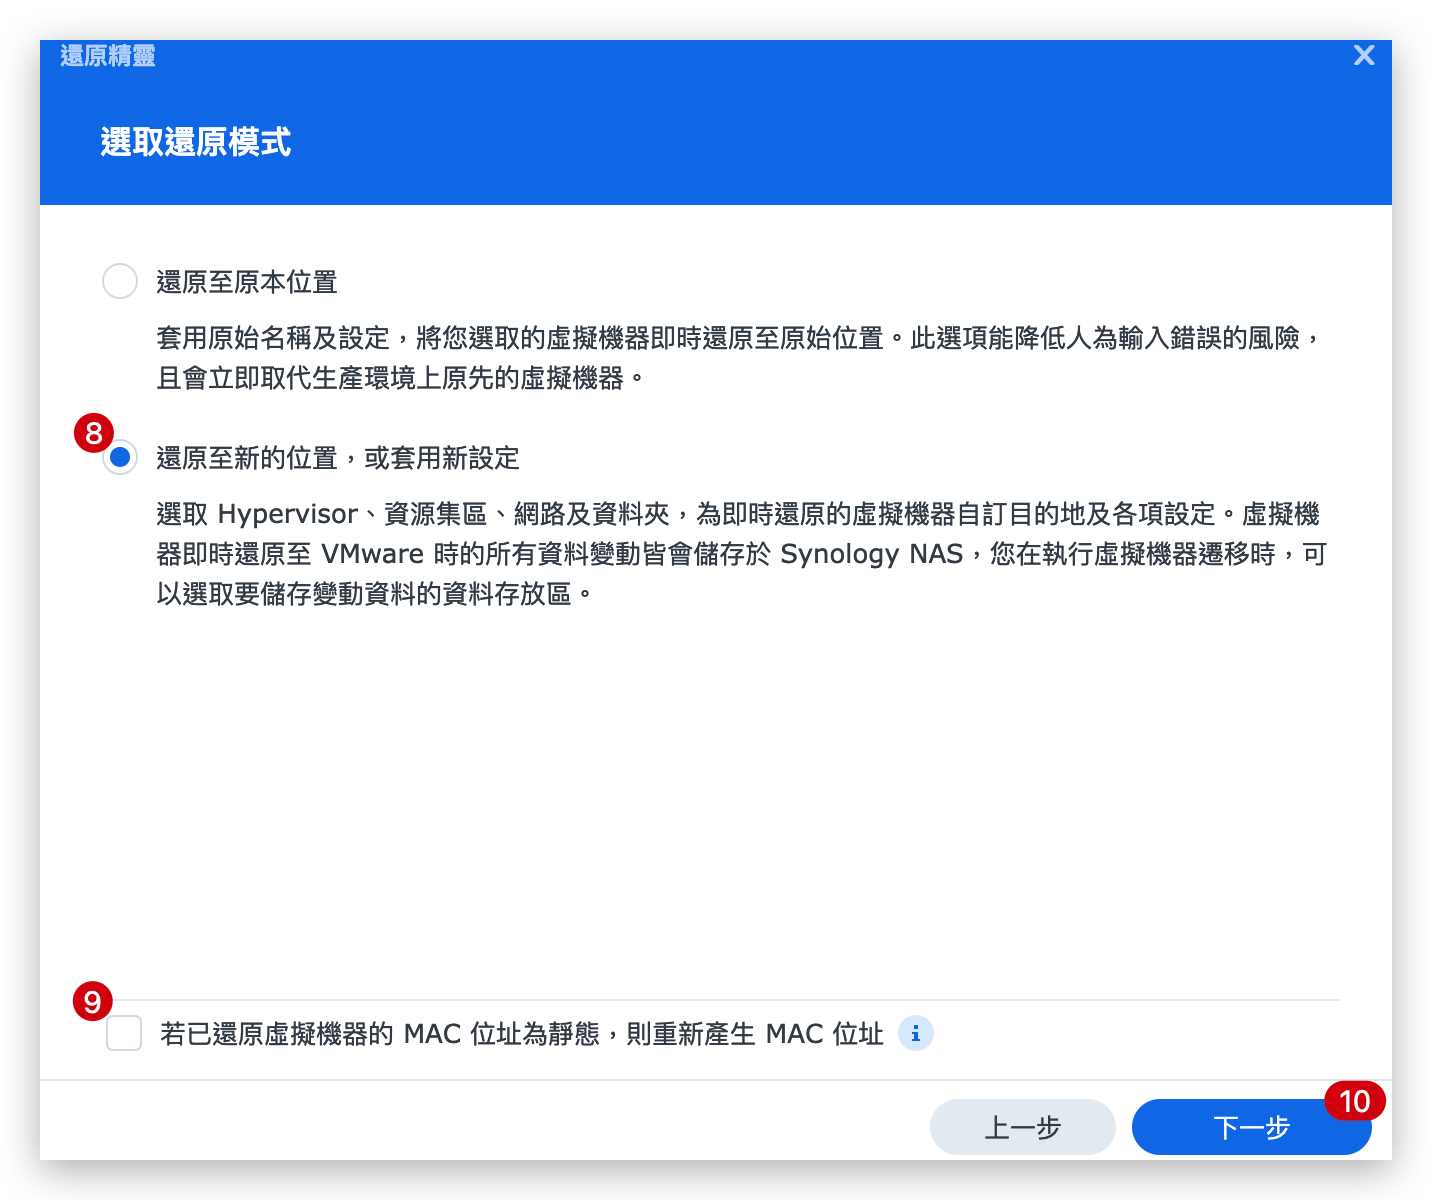 還原精靈
選取還原模式
還原至原本位置
套用原始名稱及設定，將您選取的虛擬機器即時還原至原始位置。此選項能降低人為輸入錯誤的風險，
且會立即取代生產環境上原先的虛擬機器。
8
還原至新的位置，或套用新設定
選取 Hypervisor、資源集區、網路及資料夾，為即時還原的虛擬機器自訂目的地及各項設定。虛擬機
器即時還原至 VMware 時的所有資料變動皆會儲存於 Synology NAS，您在執行虛擬機器遷移時，可
以選取要儲存變動資料的資料存放區。
9
若已還原虛擬機器的 MAC 位址為靜態，則重新產生 MAC 位址
10
上一步
下一步